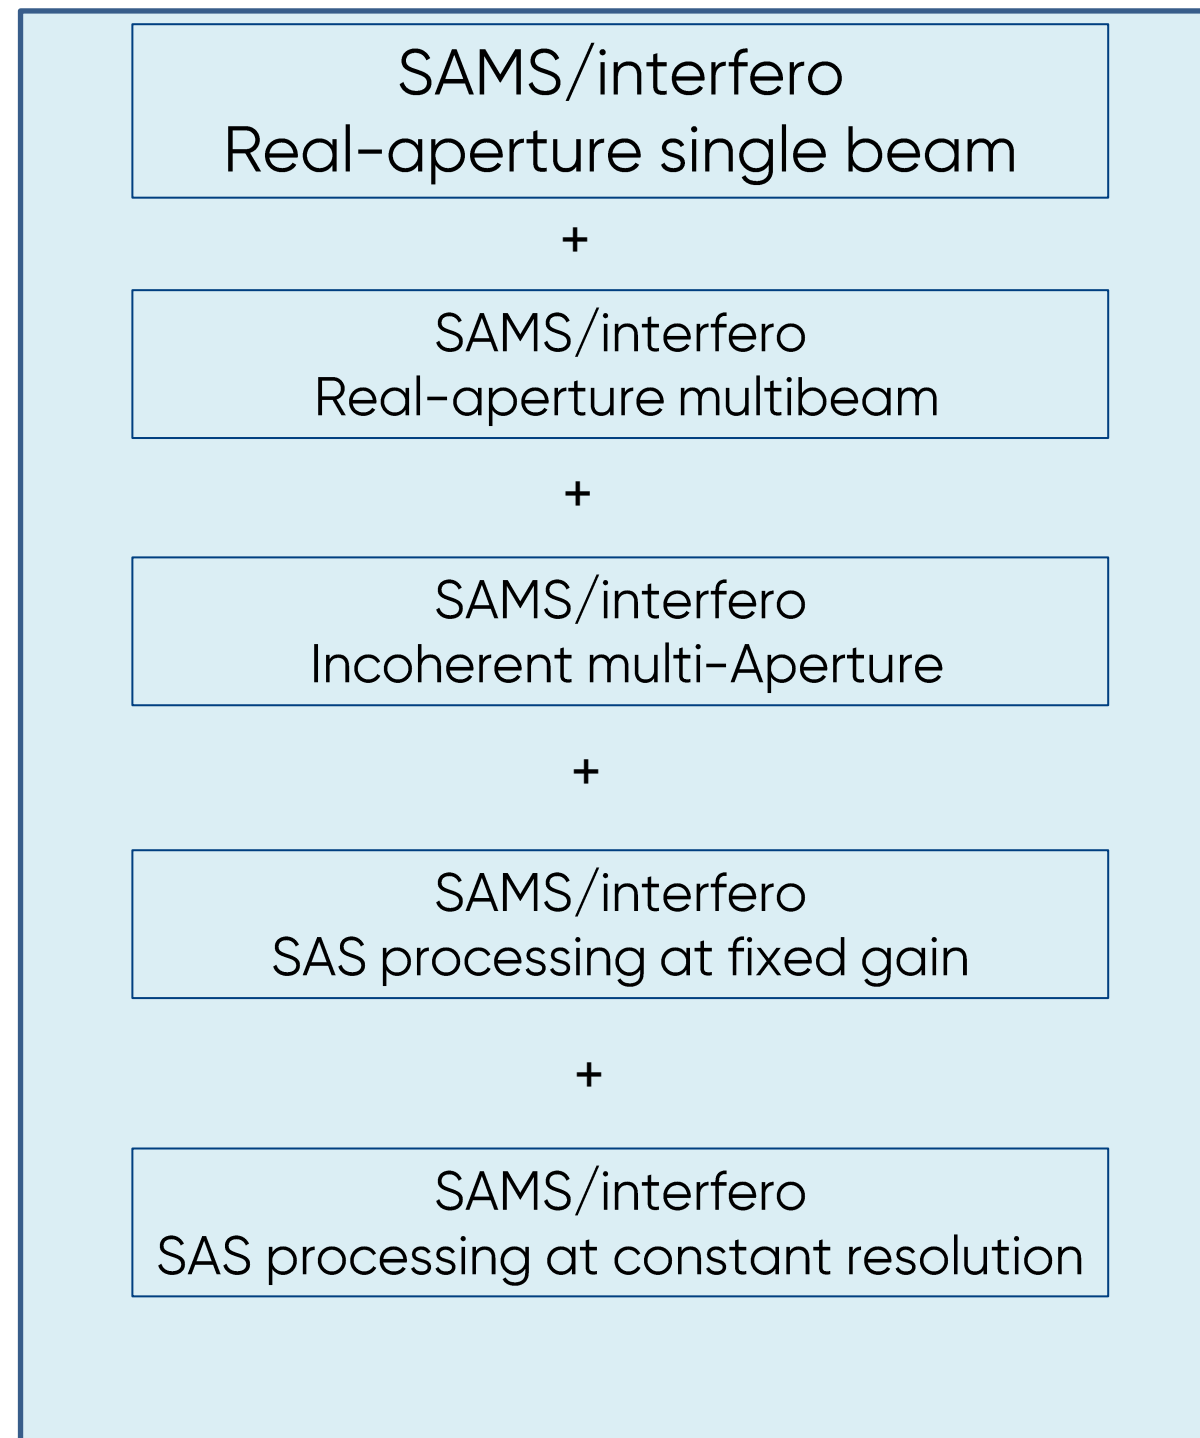 SAMS/interfero
Real-aperture single beam
+
SAMS/interfero
Real-aperture multibeam
+
SAMS/interfero
Incoherent multi-Aperture
+
SAMS/interfero
SAS processing at fixed gain
+
SAMS/interfero
SAS processing at constant resolution